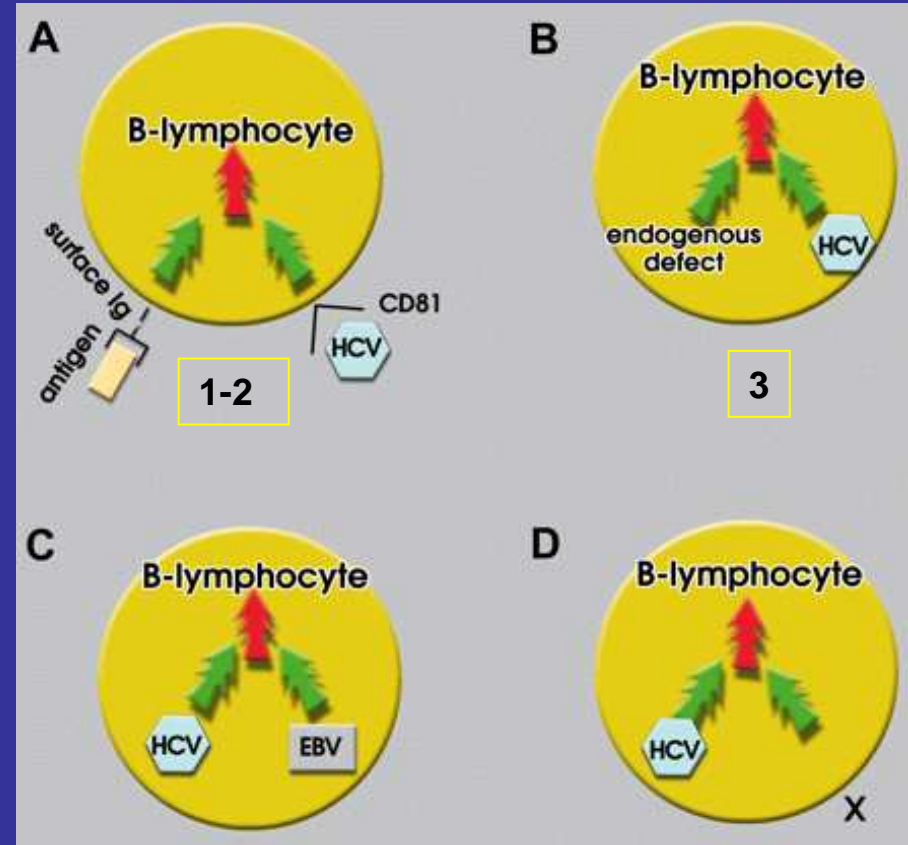 A
B-lymphocyte
surface Ig
antigen
CD81
HCV
1-2
B
B-lymphocyte
endogenous
defect
HCV
3
C
B-lymphocyte
HCV
EBV
D
B-lymphocyte
HCV
X